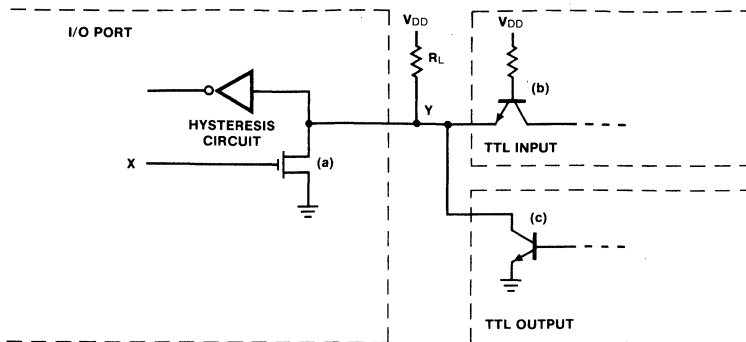 I/O PORT
VDD
RL
VDD
(b)
Y
HYSTERESIS
CIRCUIT
TTL INPUT
X
(a)
(c)
TTL OUTPUT